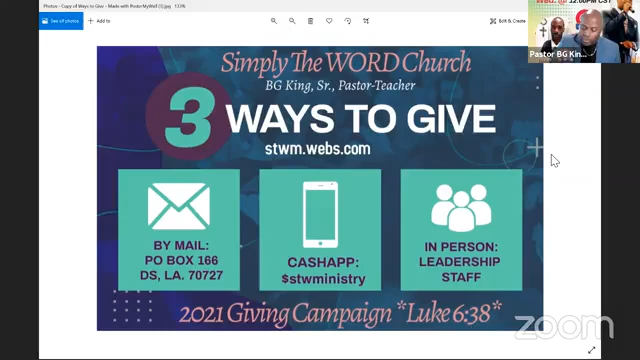 Photos - Copy of Ways to Give - Made with PosterMyWall (1).jpg
133%
See all photos
Add to
Edit & Create
12:00PM CST
Pastor BG Kin...
Simply The WORD Church
BG King, Sr., Pastor-Teacher
3 WAYS TO GIVE
stwm.webs.com
BY MAIL:
PO BOX 166
DS, LA. 70727
CASHAPP:
$stwministry
IN PERSON:
LEADERSHIP
STAFF
2021 Giving Campaign *Luke 6:38*
zoom